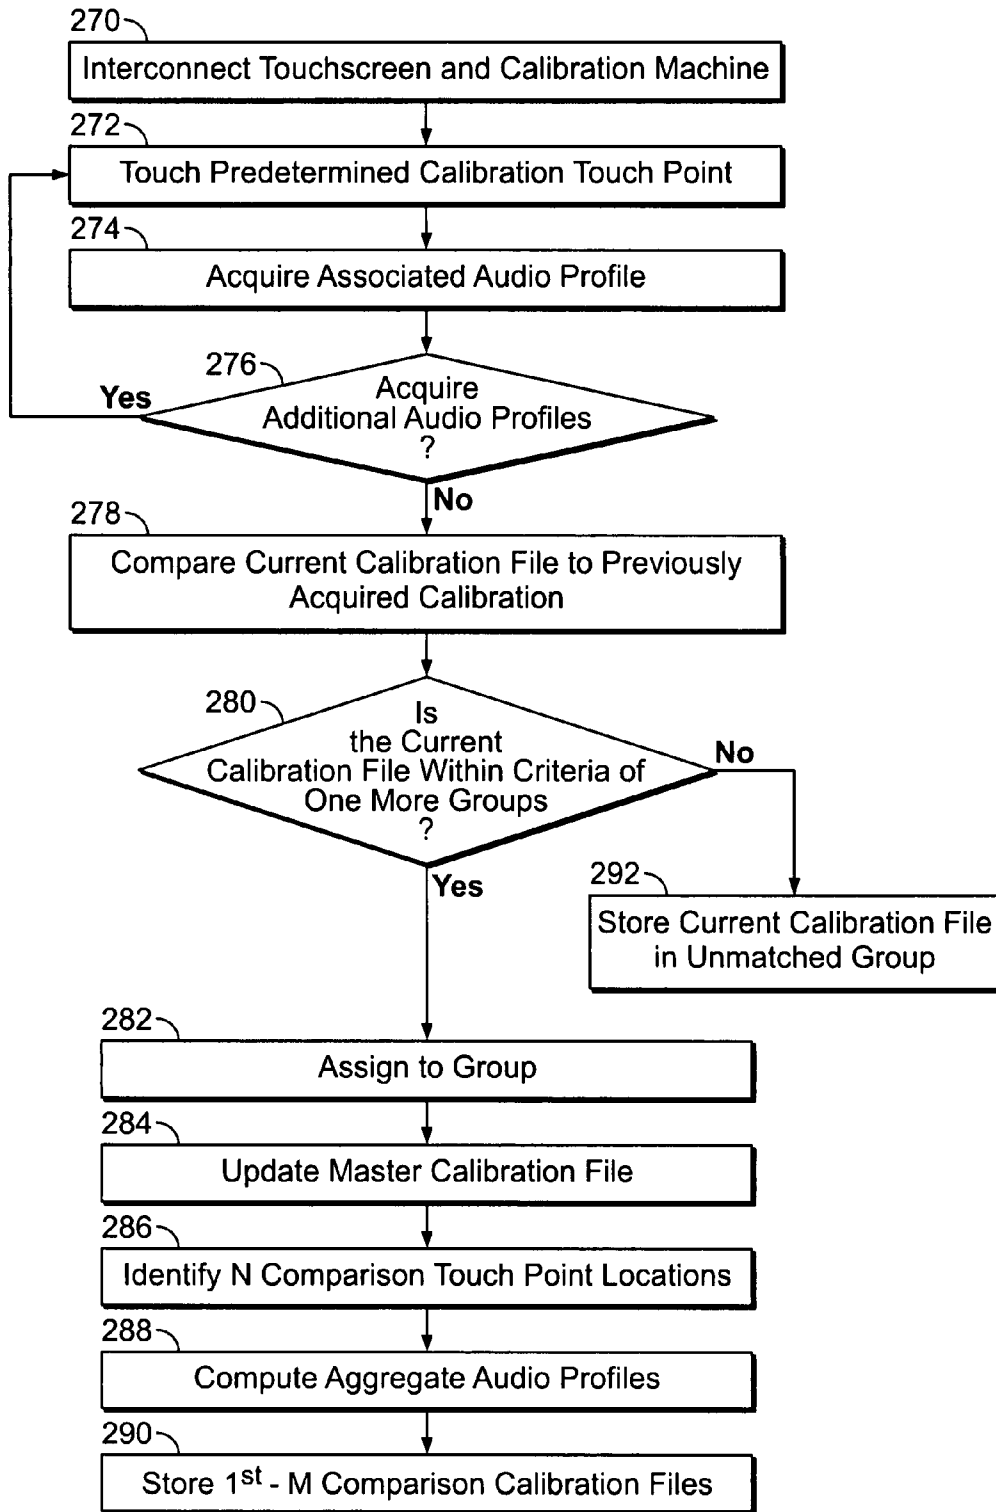 270
Interconnect Touchscreen and Calibration Machine
272
Touch Predetermined Calibration Touch Point
274
Acquire Associated Audio Profile
276
Yes
Acquire
Additional Audio Profiles
?
No
278
Compare Current Calibration File to Previously
Acquired Calibration
280
Is
the Current
Calibration File Within Criteria of
One More Groups
?
No
Yes
292
Store Current Calibration File
in Unmatched Group
282
Assign to Group
284
Update Master Calibration File
286
Identify N Comparison Touch Point Locations
288
Compute Aggregate Audio Profiles
290
Store 1st - M Comparison Calibration Files